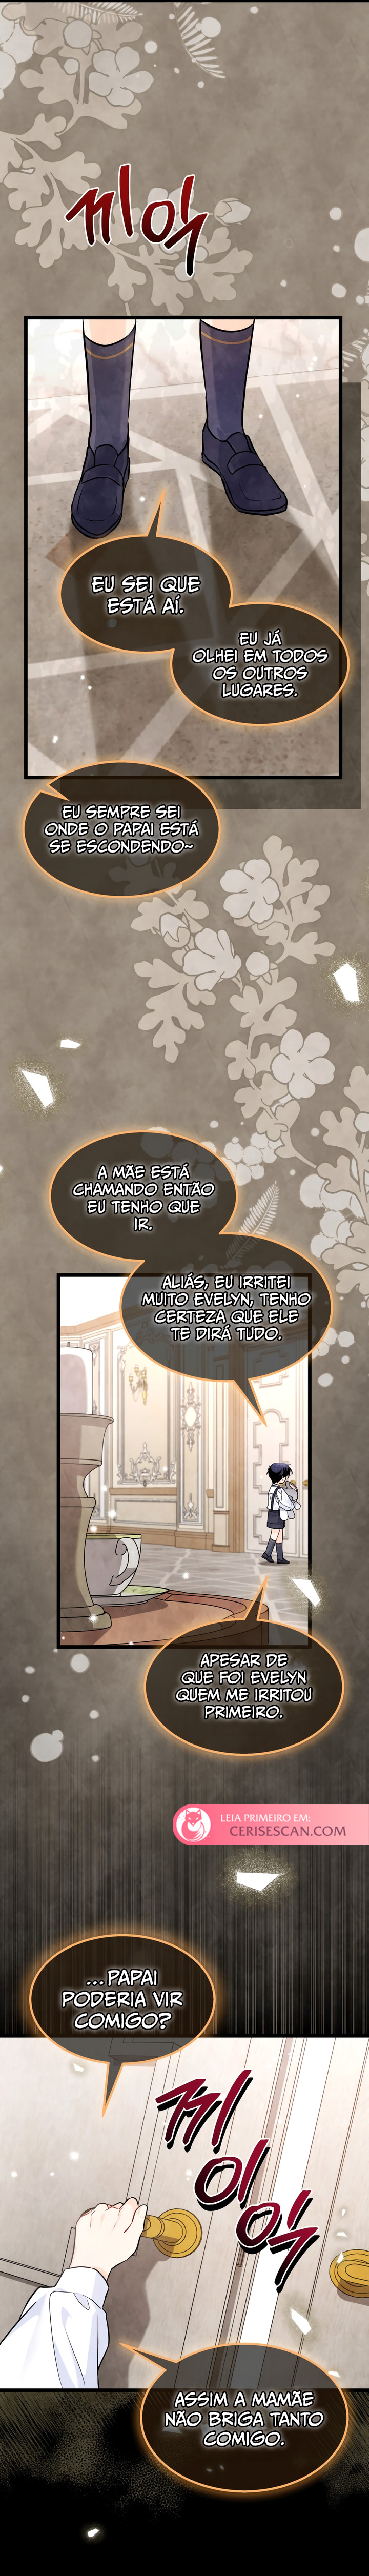 끼익
EU SEI QUE
ESTÁ AÍ.
EU JÁ
OLHEI EM TODOS
OS OUTROS
LUGARES.
EU SEMPRE SEI
ONDE O PAPAI ESTÁ
SE ESCONDENDO~
A MÃE ESTÁ
CHAMANDO ENTÃO
EU TENHO QUE
IR.
ALIÁS, EU IRRITEI
MUITO EVELYN, TENHO
CERTEZA QUE ELE
TE DIRÁ TUDO.
APESAR DE
QUE FOI EVELYN
QUEM ME IRRITOU
PRIMEIRO.
LEIA PRIMEIRO EM:
CERISESCAN.COM
...PAPAI
PODERIA VIR
COMIGO?
끼이익
ASSIM A MAMÃE
NÃO BRIGA TANTO
COMIGO.